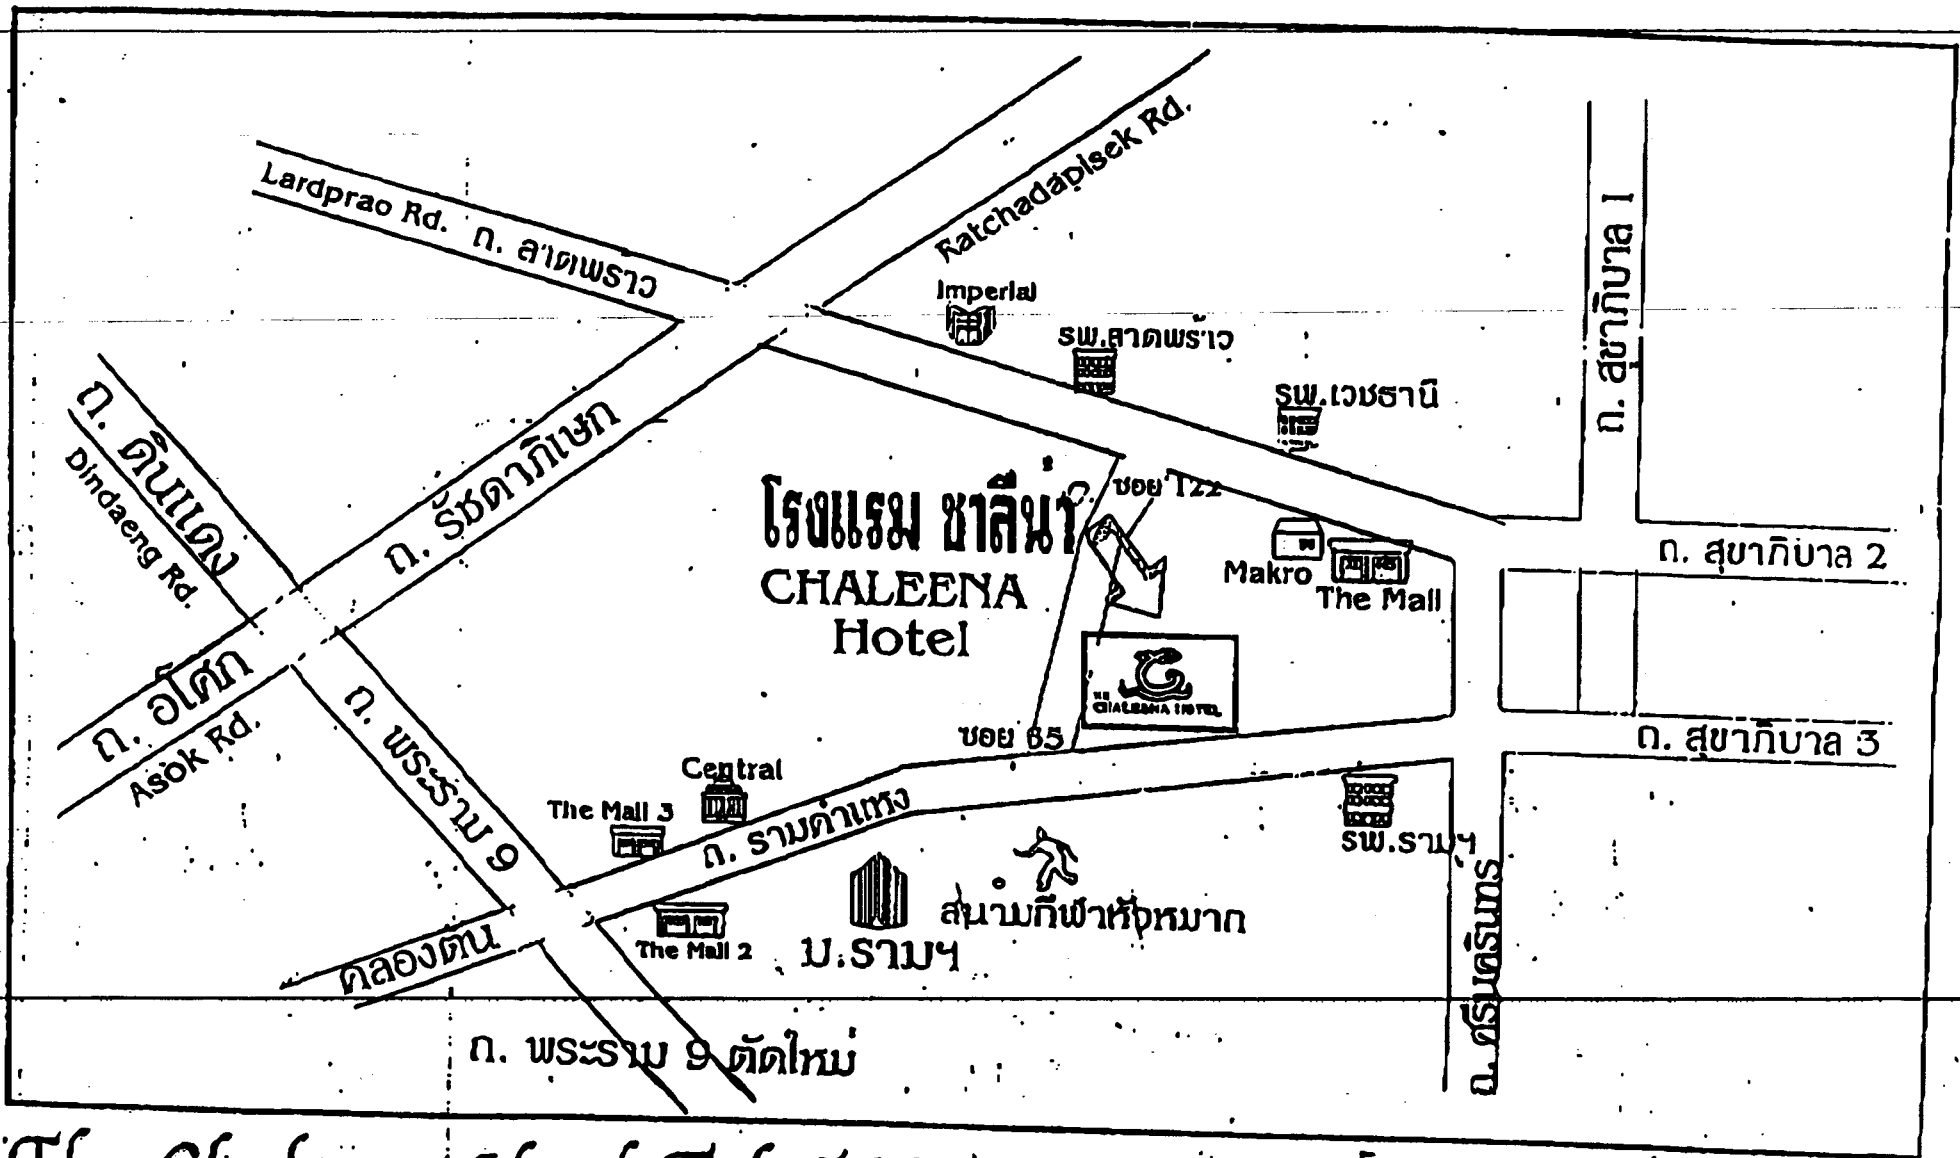 Ratchadapisek Rd.
Lardprao Rd. ถ. ลาดพร้าว
ถ. สุขาภิบาล 1
Imperial
รพ.ลาดพร้าว
รพ.เวชธานี
ถ. ดินแดง
Dindaeng Rd.
ถ. รัชดาภิเษก
โรงแรม ชาลีน่า
CHALEENA
Hotel
ซอย 122
Makro
The Mall
ถ. สุขาภิบาล 2
ถ. อโศก
Asok Rd.
ถ. พระราม 9
THE
CHALEENA HOTEL
ซอย 65
ถ. สุขาภิบาล 3
Central
The Mall 3
ถ. รามคำแหง
รพ.รามฯ
The Mall 2
ม.รามฯ
สนามกีฬาหัวหมาก
คลองตัน
ถ. ศรีนครินทร์
ถ. พระราม 9 ตัดใหม่